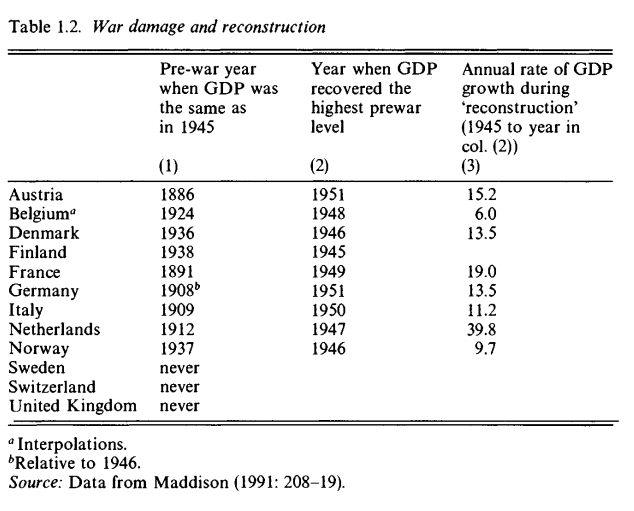 Table 1.2. War damage and reconstruction
Pre-war year when GDP was the same as in 1945 Year when GDP recovered the highest prewar level Annual rate of GDP growth during 'reconstruction' (1945 to year in col. (2))
(1) (2) (3)
Austria 1886 1951 15.2
Belgiumᵃ 1924 1948 6.0
Denmark 1936 1946 13.5
Finland 1938 1945
France 1891 1949 19.0
Germany 1908ᵇ 1951 13.5
Italy 1909 1950 11.2
Netherlands 1912 1947 39.8
Norway 1937 1946 9.7
Sweden never
Switzerland never
United Kingdom never
ᵃ Interpolations.
ᵇRelative to 1946.
Source: Data from Maddison (1991: 208–19).